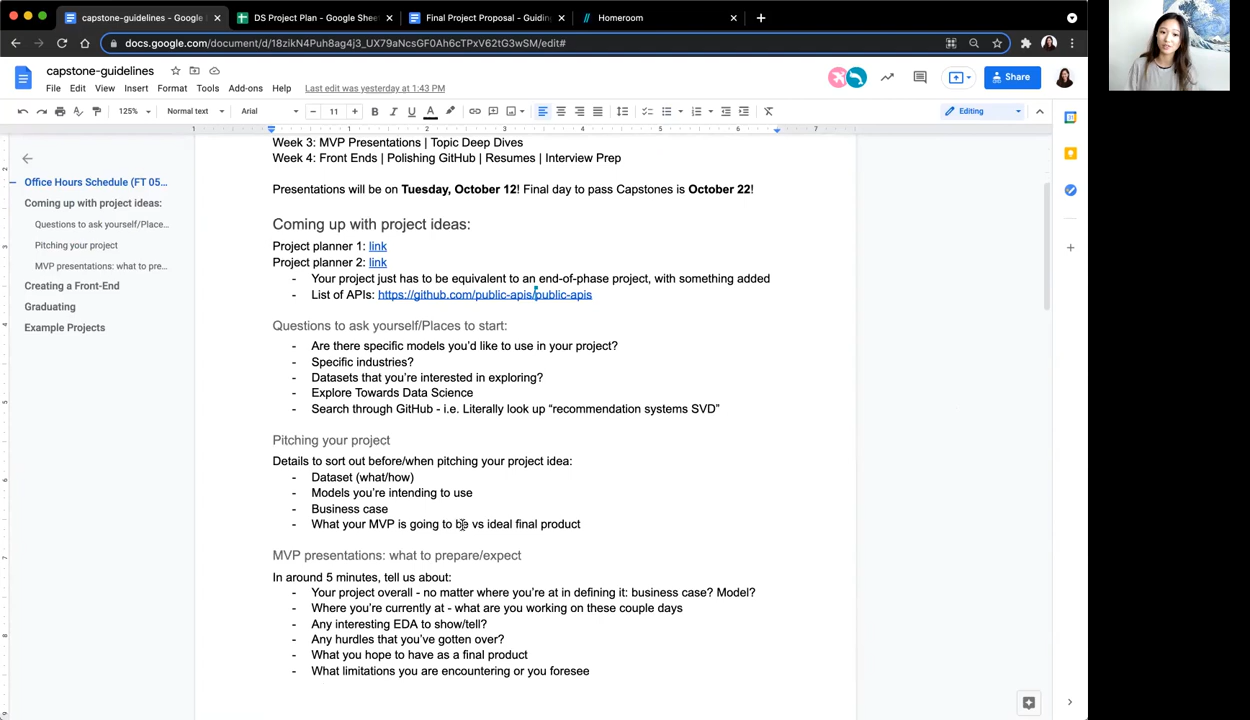 capstone-guidelines - Google
DS Project Plan - Google Shee
Final Project Proposal - Guidin
Homeroom
docs.google.com/document/d/18zikN4Puh8ag4j3_UX79aNcsGF0Ah6cTPxV62tG3wSM/edit#
capstone-guidelines
File Edit View Insert Format Tools Add-ons Help Last edit was yesterday at 1:43 PM
Share
125% Normal text Arial 11 Editing
1 1 2 3 4 5 6 7
Office Hours Schedule (FT 05...
Coming up with project ideas:
Questions to ask yourself/Place...
Pitching your project
MVP presentations: what to pre...
Creating a Front-End
Graduating
Example Projects
Week 3: MVP Presentations | Topic Deep Dives
Week 4: Front Ends | Polishing GitHub | Resumes | Interview Prep
Presentations will be on Tuesday, October 12! Final day to pass Capstones is October 22!
Coming up with project ideas:
Project planner 1: link
Project planner 2: link
- Your project just has to be equivalent to an end-of-phase project, with something added
- List of APIs: https://github.com/public-apis/public-apis
Questions to ask yourself/Places to start:
- Are there specific models you'd like to use in your project?
- Specific industries?
- Datasets that you're interested in exploring?
- Explore Towards Data Science
- Search through GitHub - i.e. Literally look up “recommendation systems SVD”
Pitching your project
Details to sort out before/when pitching your project idea:
- Dataset (what/how)
- Models you're intending to use
- Business case
- What your MVP is going to be vs ideal final product
MVP presentations: what to prepare/expect
In around 5 minutes, tell us about:
- Your project overall - no matter where you're at in defining it: business case? Model?
- Where you're currently at - what are you working on these couple days
- Any interesting EDA to show/tell?
- Any hurdles that you've gotten over?
- What you hope to have as a final product
- What limitations you are encountering or you foresee